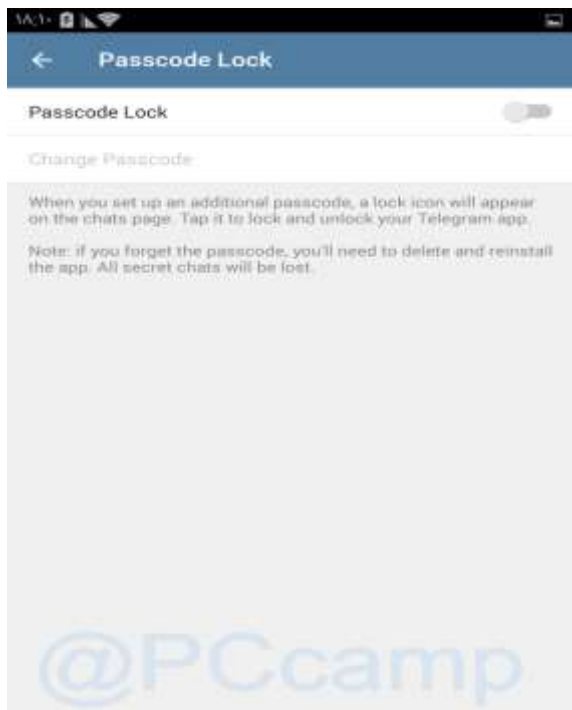 ۱۸:۱۰
Passcode Lock
Passcode Lock
Change Passcode
When you set up an additional passcode, a lock icon will appear
on the chats page. Tap it to lock and unlock your Telegram app.
Note: if you forget the passcode, you'll need to delete and reinstall
the app. All secret chats will be lost.
@PCcamp